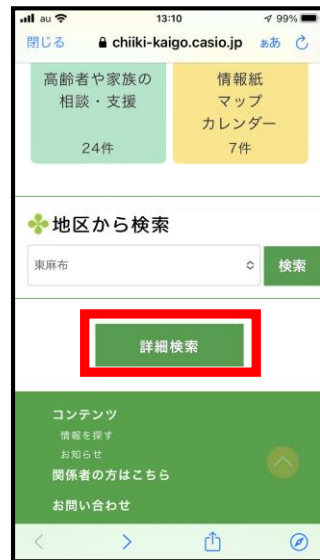 au 13:10 99%
閉じる chiiki-kaigo.casio.jp ああ
高齢者や家族の
相談・支援
24件
情報紙
マップ
カレンダー
7件
地区から検索
東麻布 検索
詳細検索
コンテンツ
情報を探す
お知らせ
関係者の方はこちら
お問い合わせ